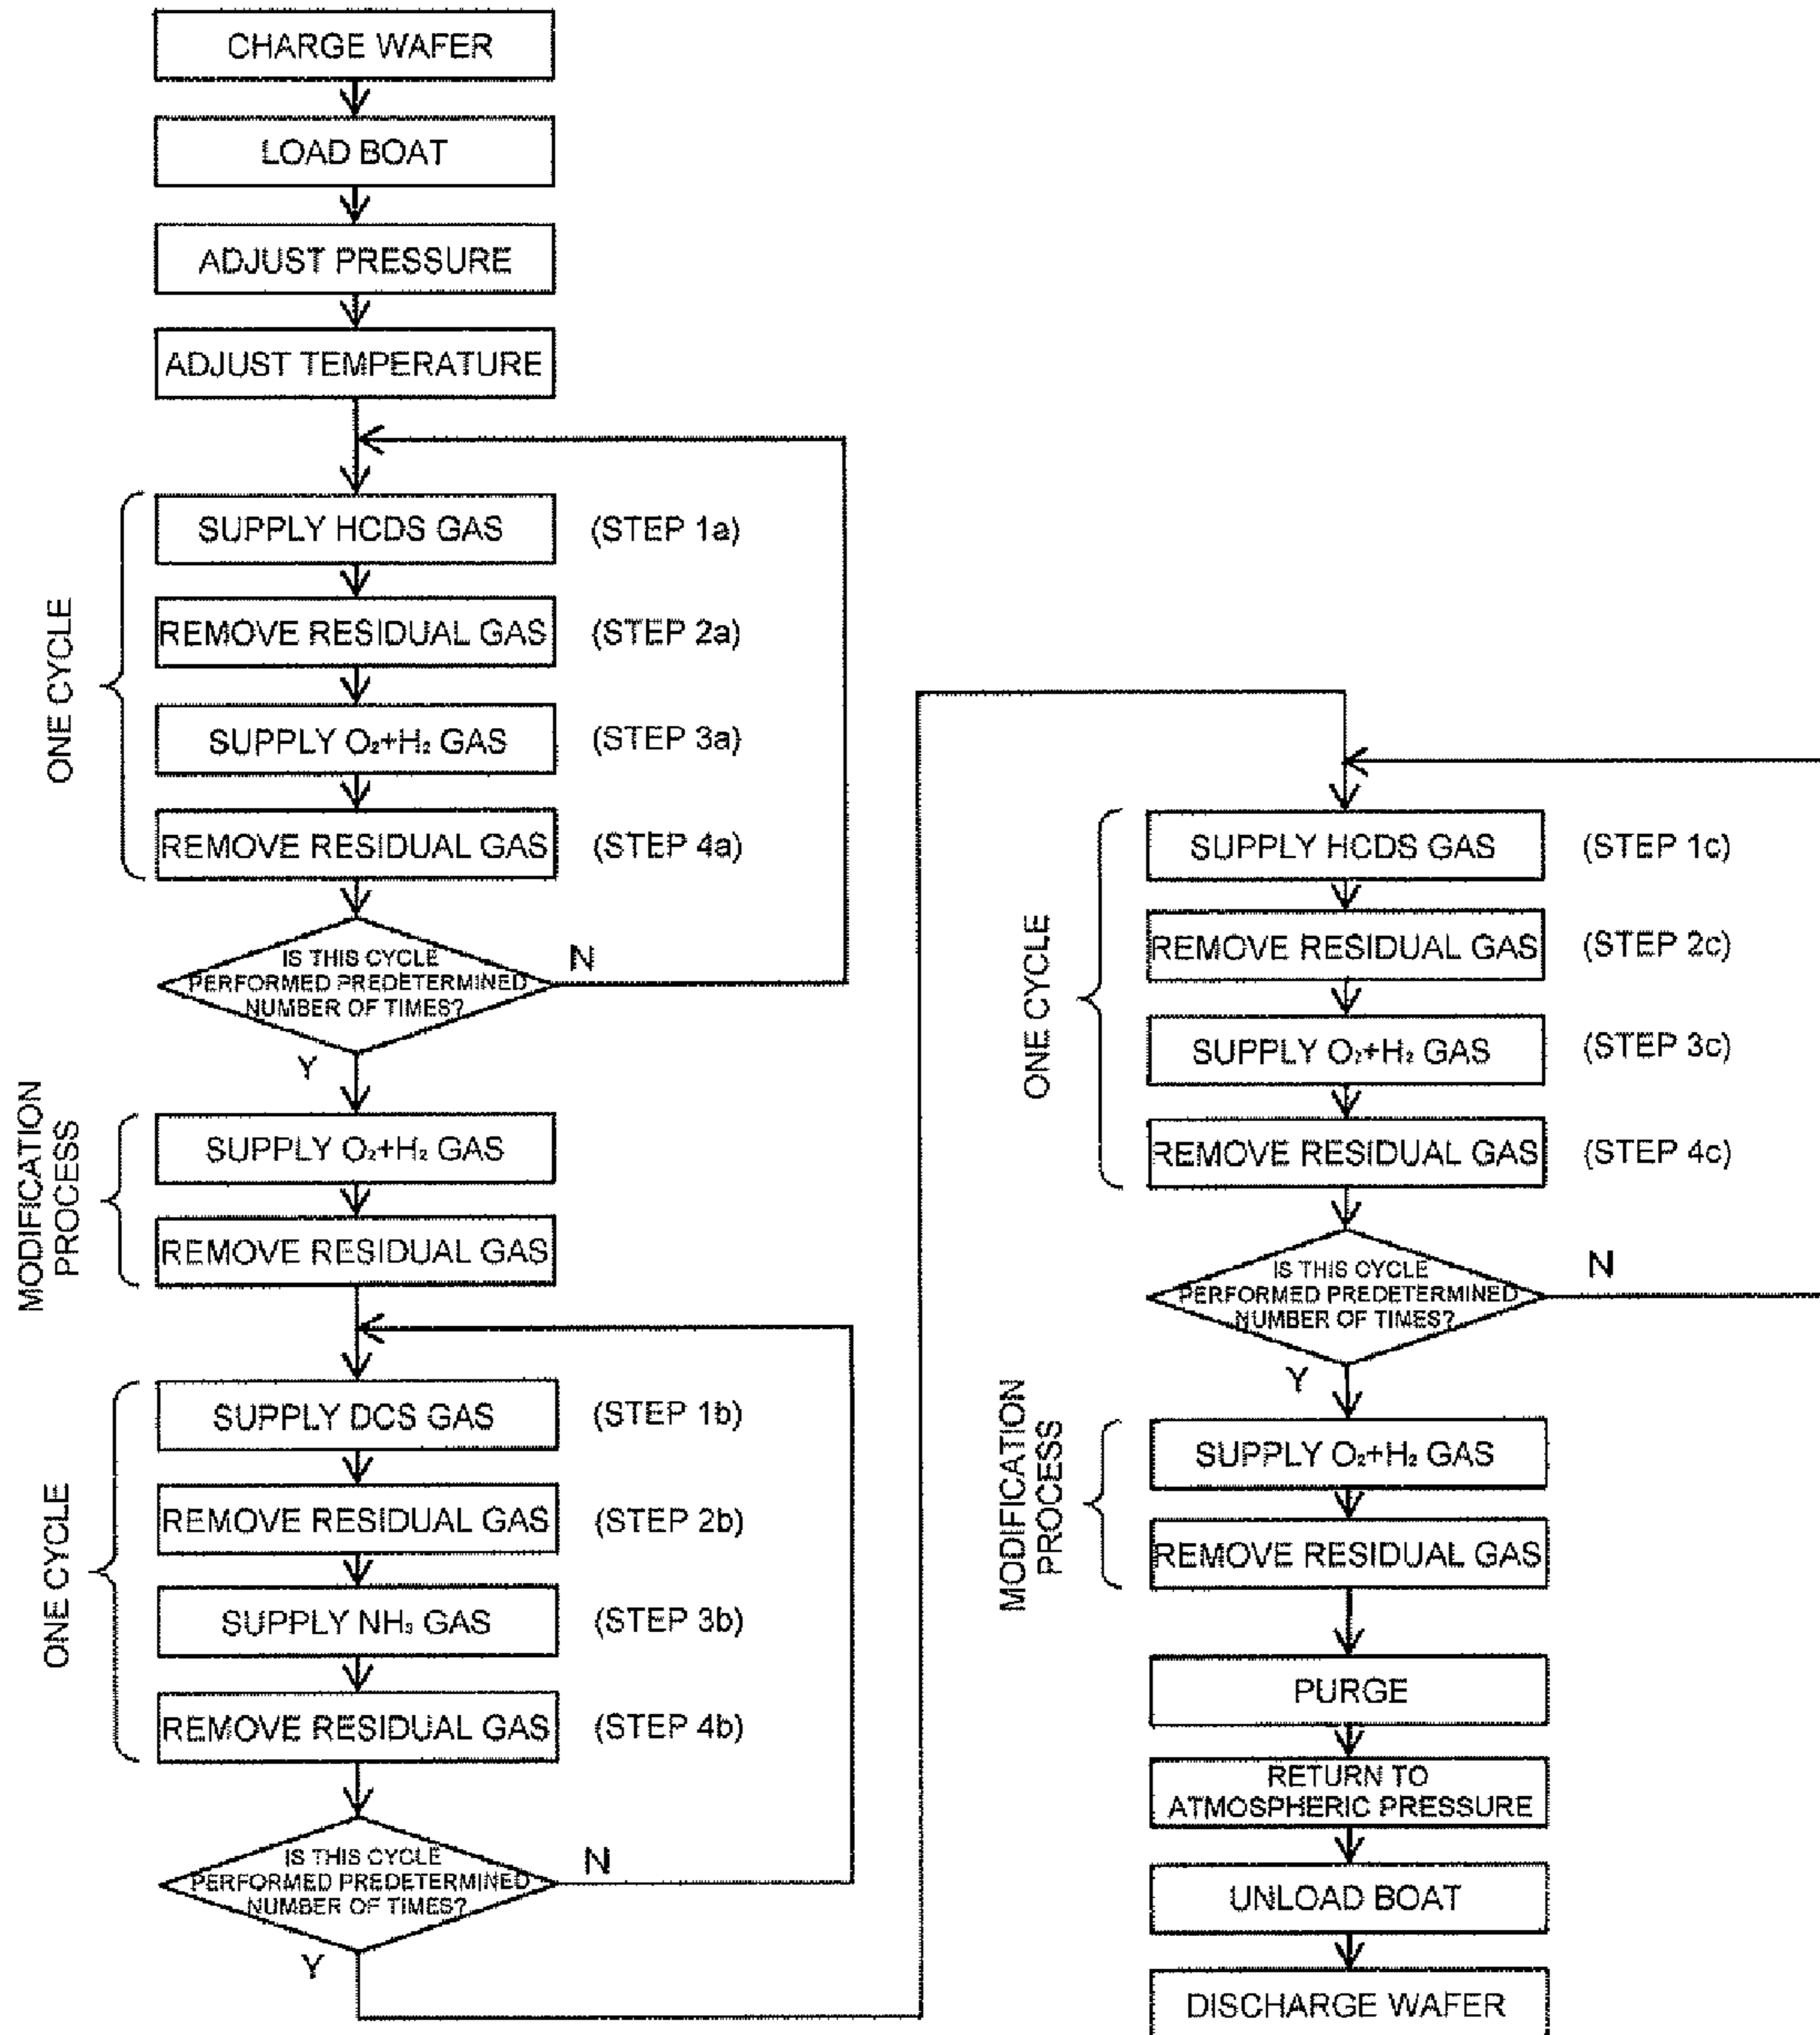 CHARGE WAFER
LOAD BOAT
ADJUST PRESSURE
ADJUST TEMPERATURE
ONE CYCLE
SUPPLY HCDS GAS (STEP 1a)
REMOVE RESIDUAL GAS (STEP 2a)
SUPPLY O₂+H₂ GAS (STEP 3a)
REMOVE RESIDUAL GAS (STEP 4a)
IS THIS CYCLE
PERFORMED PREDETERMINED
NUMBER OF TIMES?
N
Y
MODIFICATION
PROCESS
SUPPLY O₂+H₂ GAS
REMOVE RESIDUAL GAS
ONE CYCLE
SUPPLY DCS GAS (STEP 1b)
REMOVE RESIDUAL GAS (STEP 2b)
SUPPLY NH₃ GAS (STEP 3b)
REMOVE RESIDUAL GAS (STEP 4b)
IS THIS CYCLE
PERFORMED PREDETERMINED
NUMBER OF TIMES?
N
Y
ONE CYCLE
SUPPLY HCDS GAS (STEP 1c)
REMOVE RESIDUAL GAS (STEP 2c)
SUPPLY O₂+H₂ GAS (STEP 3c)
REMOVE RESIDUAL GAS (STEP 4c)
IS THIS CYCLE
PERFORMED PREDETERMINED
NUMBER OF TIMES?
N
Y
MODIFICATION
PROCESS
SUPPLY O₂+H₂ GAS
REMOVE RESIDUAL GAS
PURGE
RETURN TO
ATMOSPHERIC PRESSURE
UNLOAD BOAT
DISCHARGE WAFER